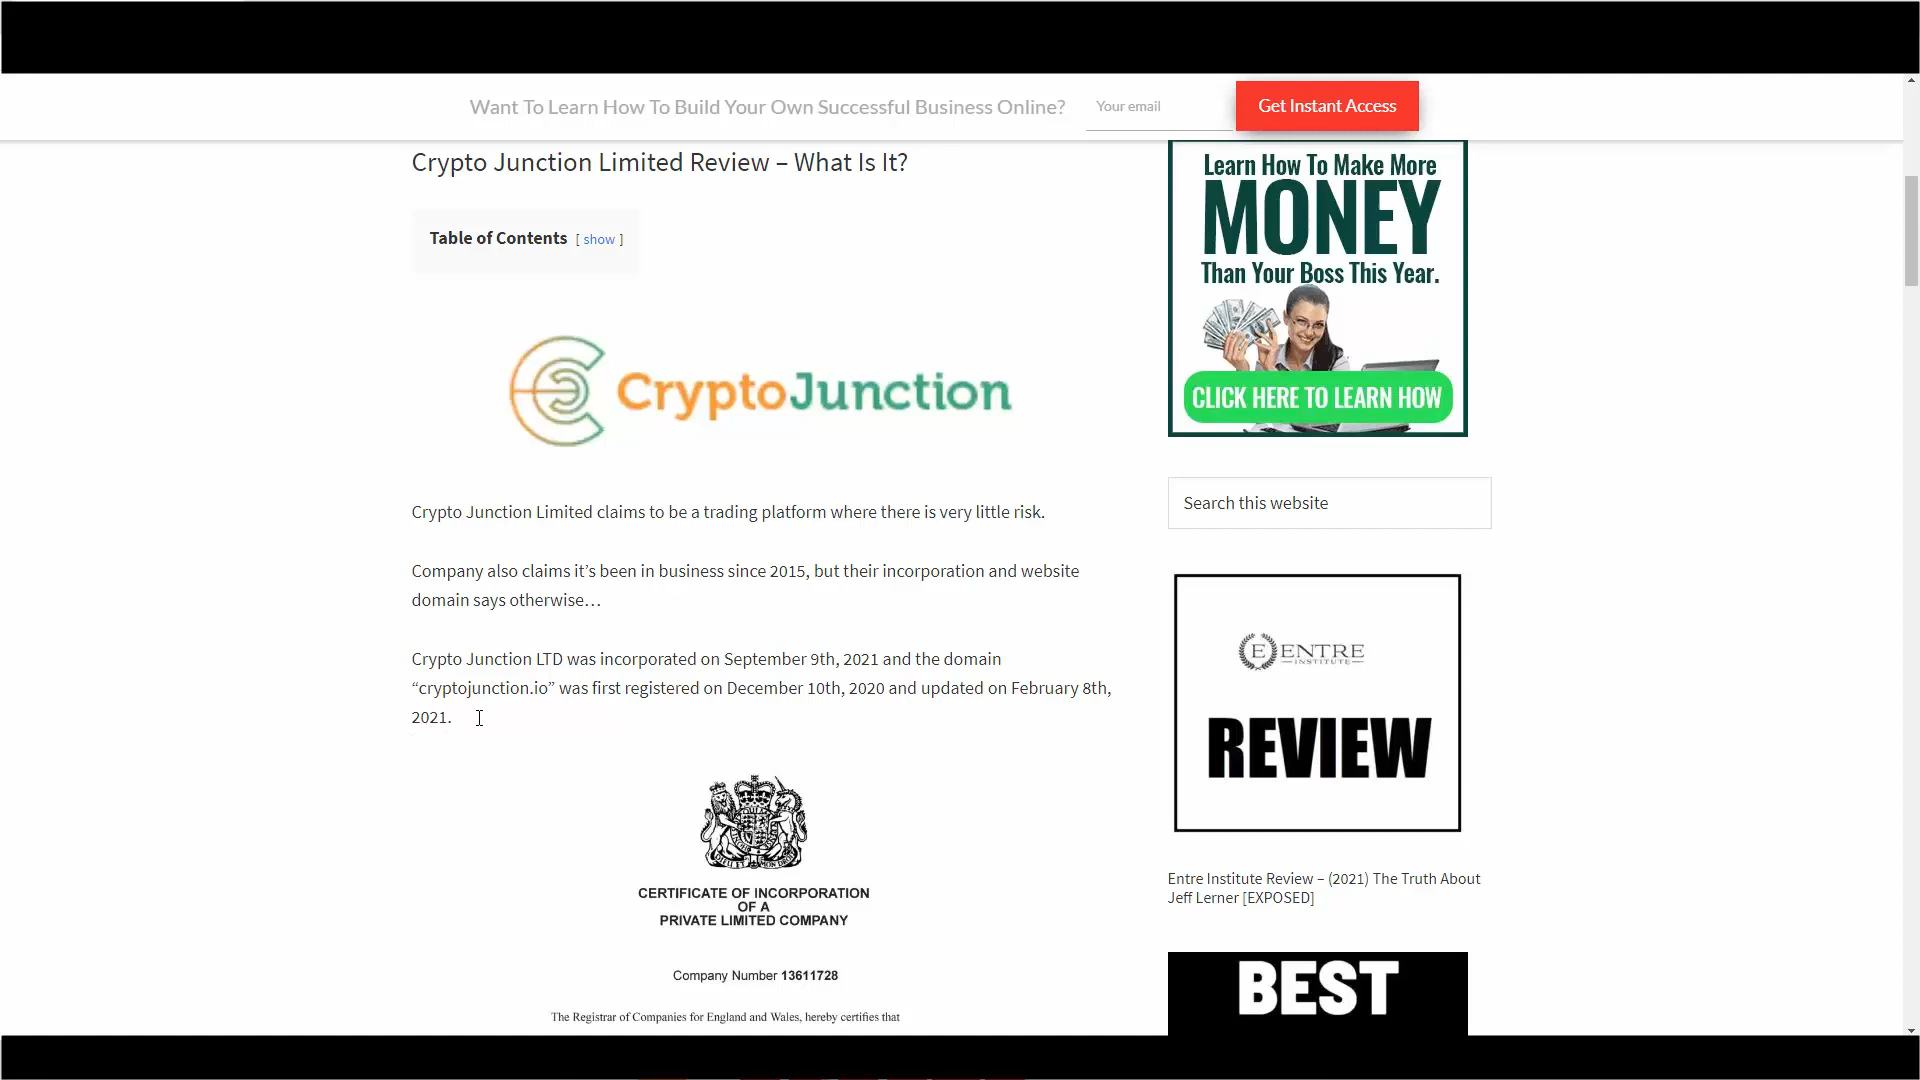 Want To Learn How To Build Your Own Successful Business Online?
Your email
Get Instant Access
Crypto Junction Limited Review – What Is It?
Table of Contents [ show ]
CryptoJunction
Crypto Junction Limited claims to be a trading platform where there is very little risk.
Company also claims it’s been in business since 2015, but their incorporation and website
domain says otherwise…
Crypto Junction LTD was incorporated on September 9th, 2021 and the domain
“cryptojunction.io” was first registered on December 10th, 2020 and updated on February 8th,
2021.
CERTIFICATE OF INCORPORATION
OF A
PRIVATE LIMITED COMPANY
Company Number 13611728
The Registrar of Companies for England and Wales, hereby certifies that
Learn How To Make More
MONEY
Than Your Boss This Year.
CLICK HERE TO LEARN HOW
Search this website
ENTRE
INSTITUTE
REVIEW
Entre Institute Review – (2021) The Truth About
Jeff Lerner [EXPOSED]
BEST